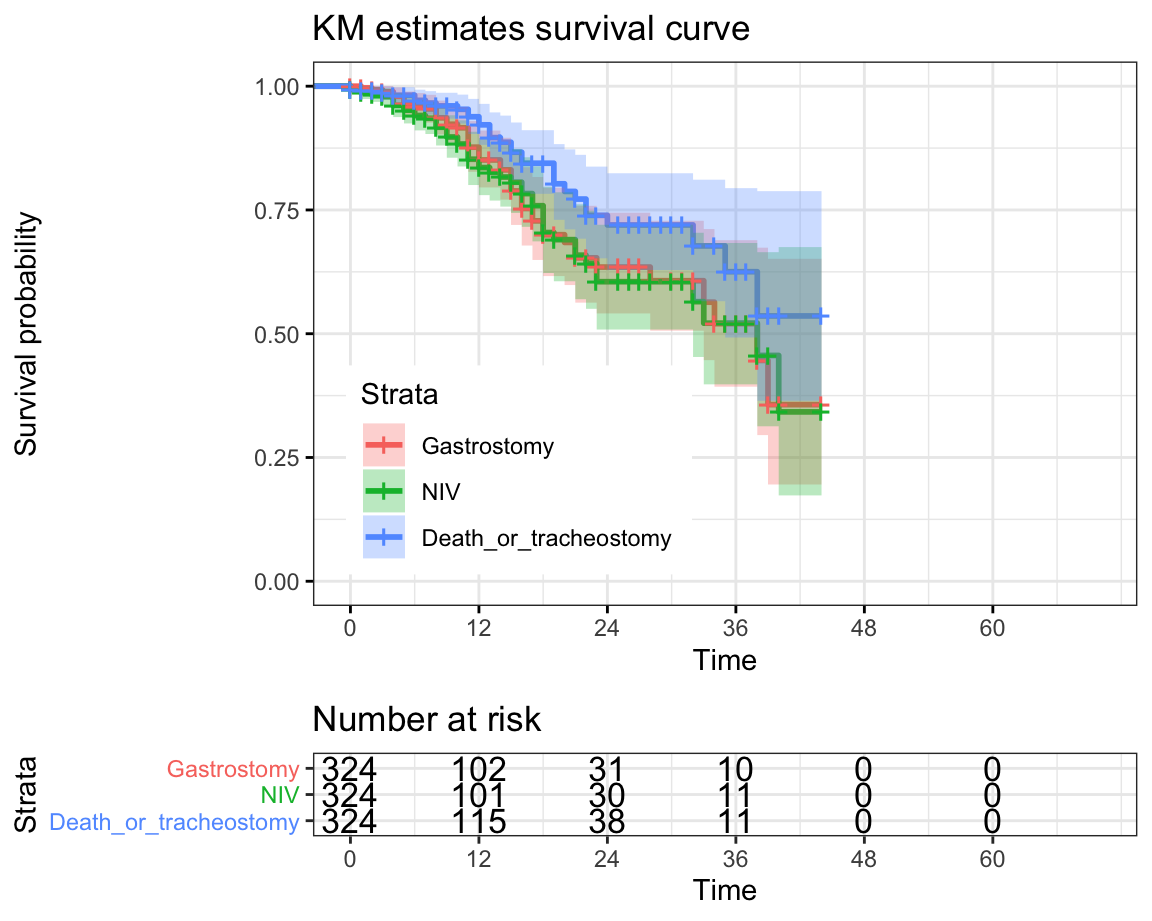 KM estimates survival curve
Survival probability
1.00
0.75
0.50
0.25
0.00
Strata
Gastrostomy
NIV
Death_or_tracheostomy
0 12 24 36 48 60
Time
Number at risk
Strata
Gastrostomy 324 102 31 10 0 0
NIV 324 101 30 11 0 0
Death_or_tracheostomy 324 115 38 11 0 0
0 12 24 36 48 60
Time